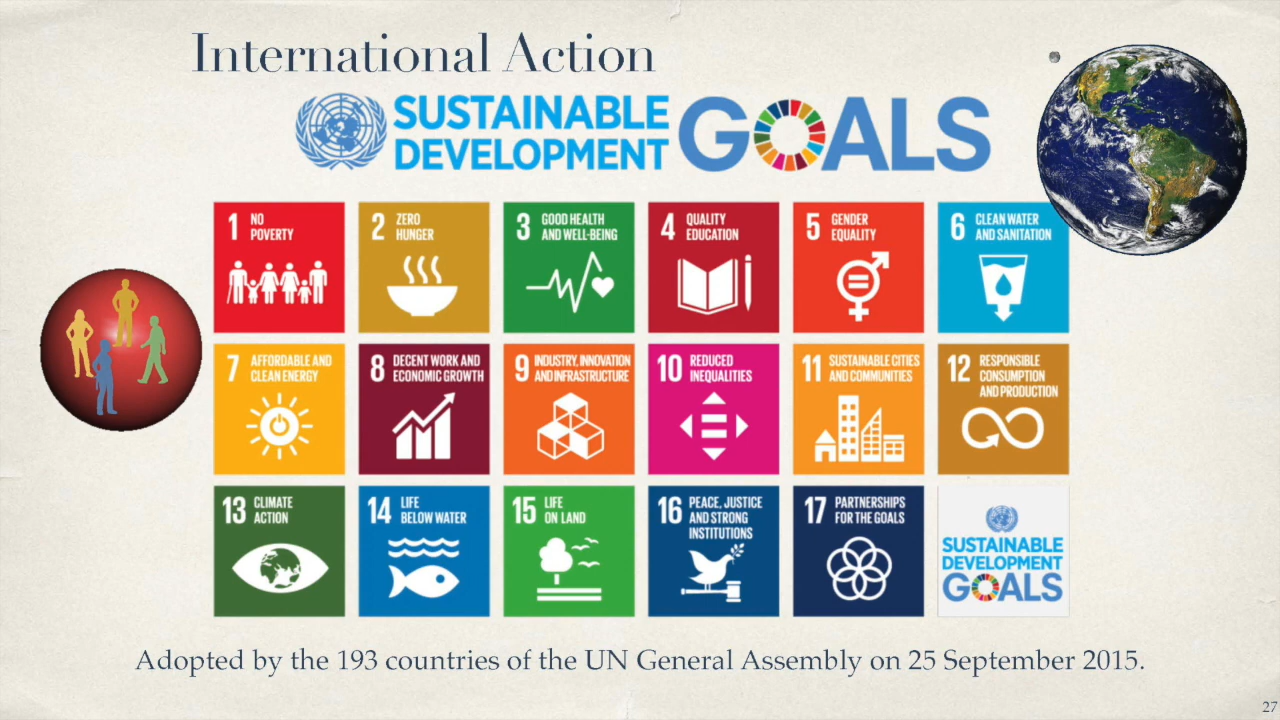 International Action
SUSTAINABLE
DEVELOPMENT
GOALS
1 NO
POVERTY
2 ZERO
HUNGER
3 GOOD HEALTH
AND WELL-BEING
4 QUALITY
EDUCATION
5 GENDER
EQUALITY
6 CLEAN WATER
AND SANITATION
7 AFFORDABLE AND
CLEAN ENERGY
8 DECENT WORK AND
ECONOMIC GROWTH
9 INDUSTRY, INNOVATION
AND INFRASTRUCTURE
10 REDUCED
INEQUALITIES
11 SUSTAINABLE CITIES
AND COMMUNITIES
12 RESPONSIBLE
CONSUMPTION
AND PRODUCTION
13 CLIMATE
ACTION
14 LIFE
BELOW WATER
15 LIFE
ON LAND
16 PEACE, JUSTICE
AND STRONG
INSTITUTIONS
17 PARTNERSHIPS
FOR THE GOALS
SUSTAINABLE
DEVELOPMENT
GOALS
Adopted by the 193 countries of the UN General Assembly on 25 September 2015.
27